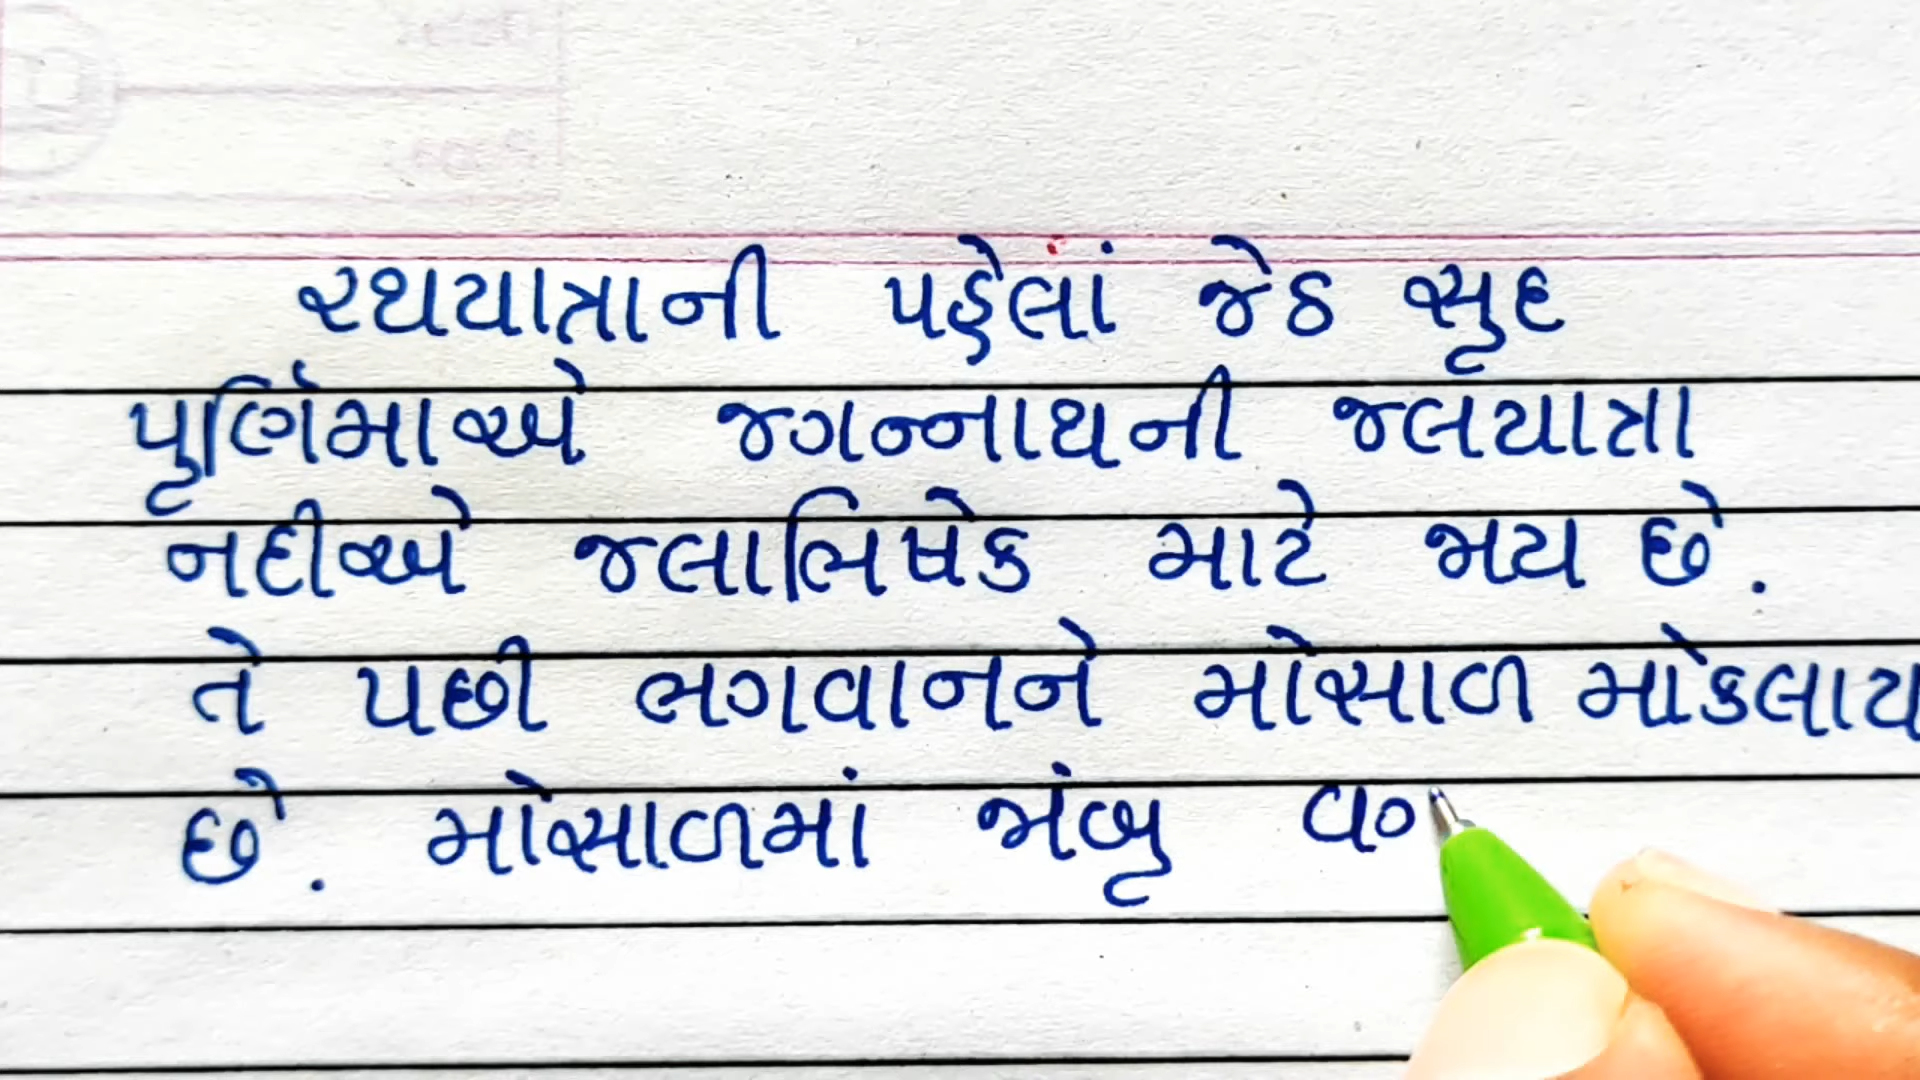 રથયાત્રાની પહેલાં જેઠ સુદ
પૂર્ણિમાએ જગન્નાથની જલયાત્રા
નદીએ જલાભિષેક માટે જાય છે.
તે પછી ભગવાનને મોસાળ મોકલાય
છે. મોસાળમાં જાંબૂ